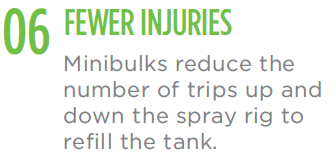 06 FEWER INJURIES
Minibulks reduce the
number of trips up and
down the spray rig to
refill the tank.